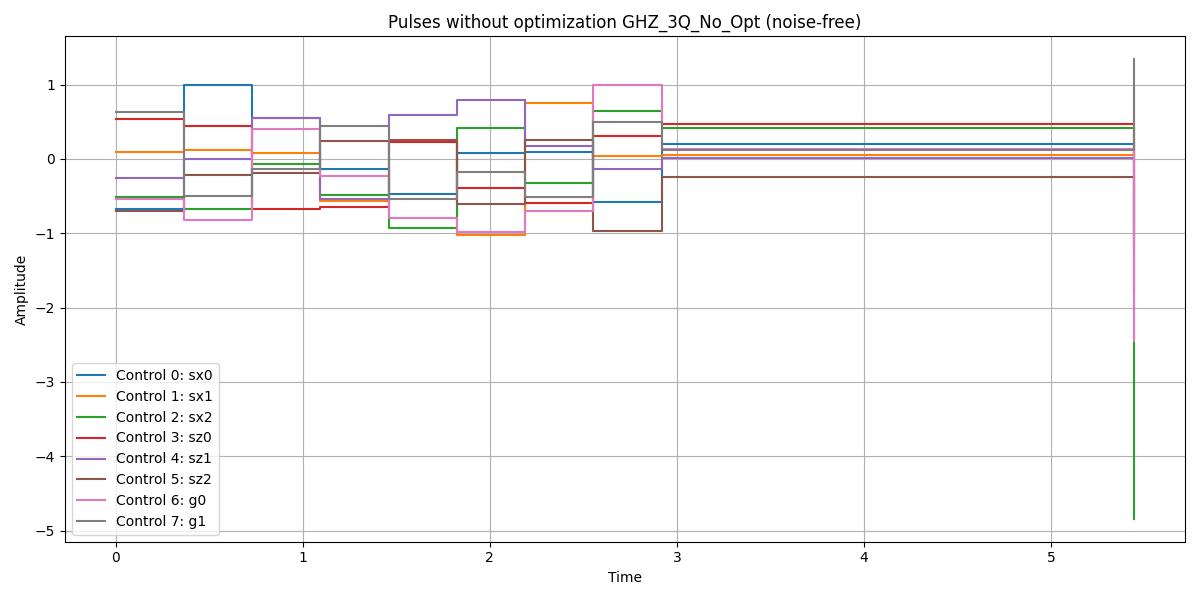 Pulses without optimization GHZ_3Q_No_Opt (noise-free)
1
0
−1
−2
−3
−4
−5
Amplitude
Control 0: sx0
Control 1: sx1
Control 2: sx2
Control 3: sz0
Control 4: sz1
Control 5: sz2
Control 6: g0
Control 7: g1
0 1 2 3 4 5
Time